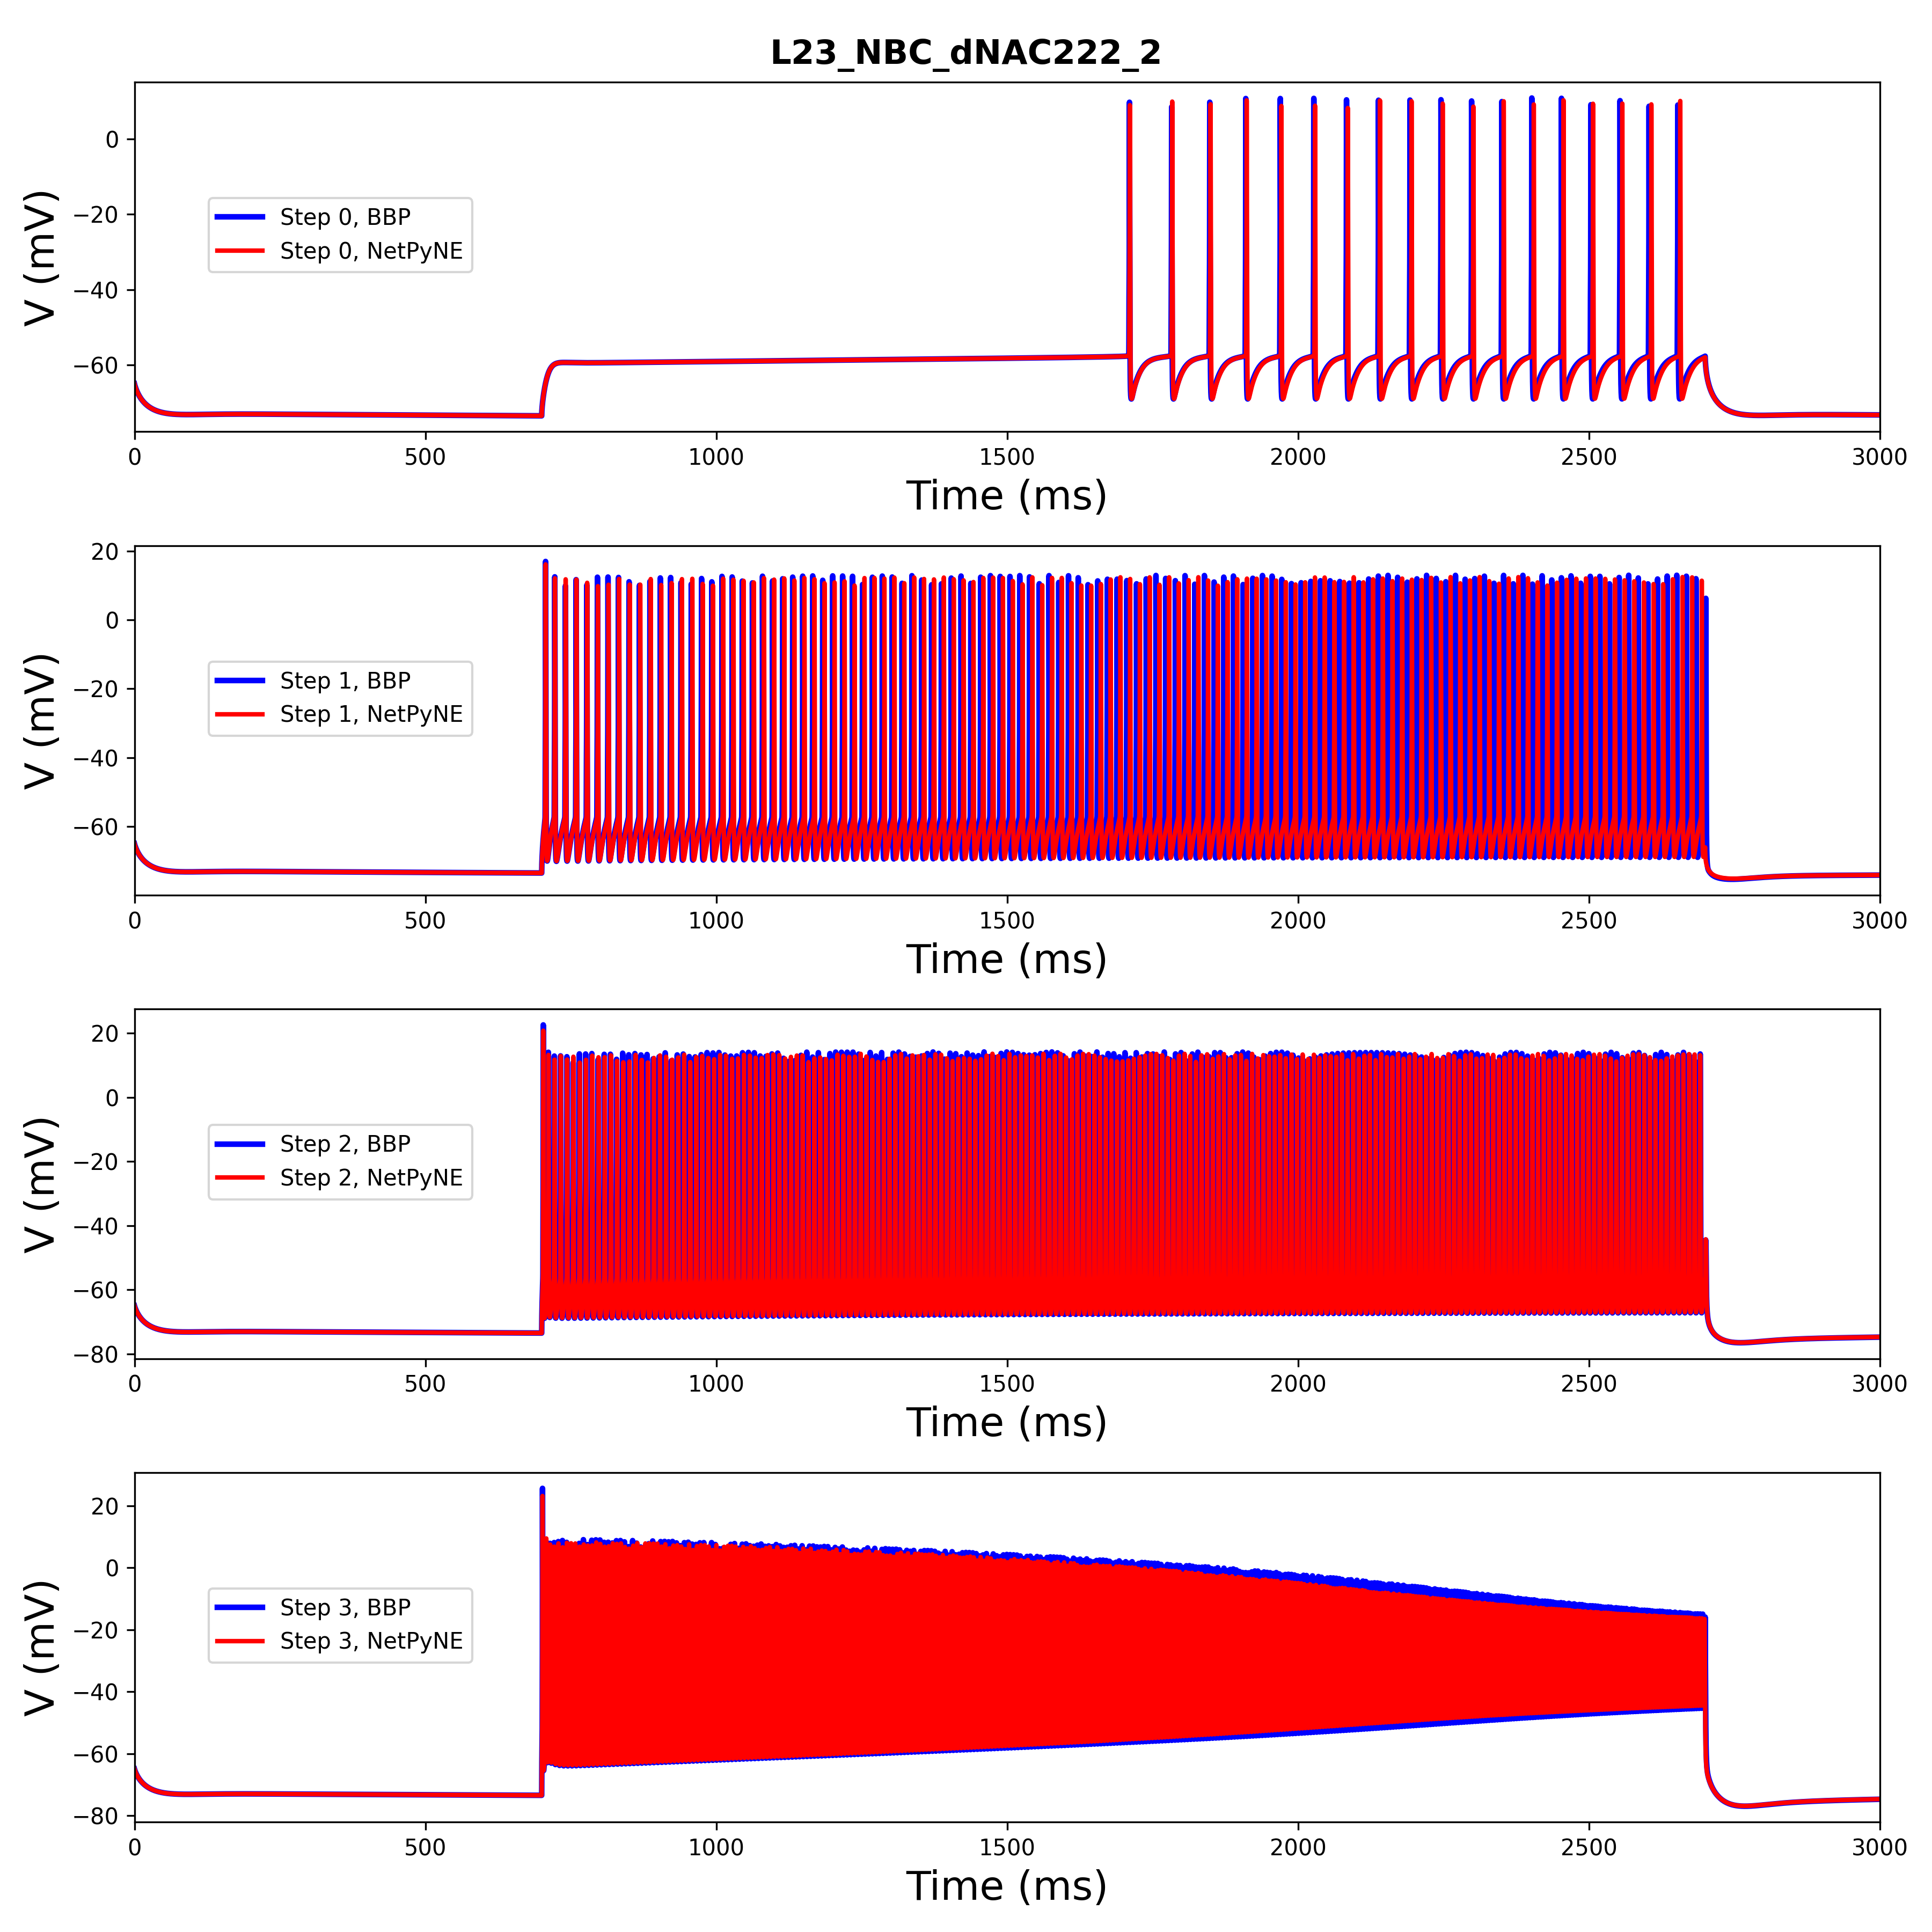 L23_NBC_dNAC222_2
V (mV)
0
−20
−40
−60
Step 0, BBP
Step 0, NetPyNE
0 500 1000 1500 2000 2500 3000
Time (ms)
V (mV)
20
0
−20
−40
−60
Step 1, BBP
Step 1, NetPyNE
0 500 1000 1500 2000 2500 3000
Time (ms)
V (mV)
20
0
−20
−40
−60
−80
Step 2, BBP
Step 2, NetPyNE
0 500 1000 1500 2000 2500 3000
Time (ms)
V (mV)
20
0
−20
−40
−60
−80
Step 3, BBP
Step 3, NetPyNE
0 500 1000 1500 2000 2500 3000
Time (ms)